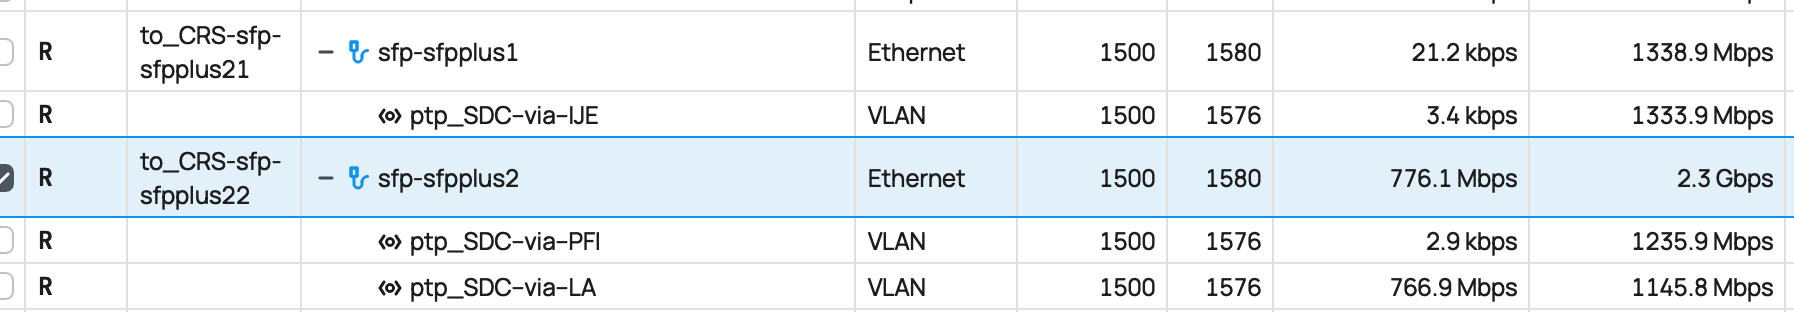 R to_CRS-sfp-sfpplus21 – sfp-sfpplus1 Ethernet 1500 1580 21.2 kbps 1338.9 Mbps
R ptp_SDC-via-IJE VLAN 1500 1576 3.4 kbps 1333.9 Mbps
R to_CRS-sfp-sfpplus22 – sfp-sfpplus2 Ethernet 1500 1580 776.1 Mbps 2.3 Gbps
R ptp_SDC-via-PFI VLAN 1500 1576 2.9 kbps 1235.9 Mbps
R ptp_SDC-via-LA VLAN 1500 1576 766.9 Mbps 1145.8 Mbps